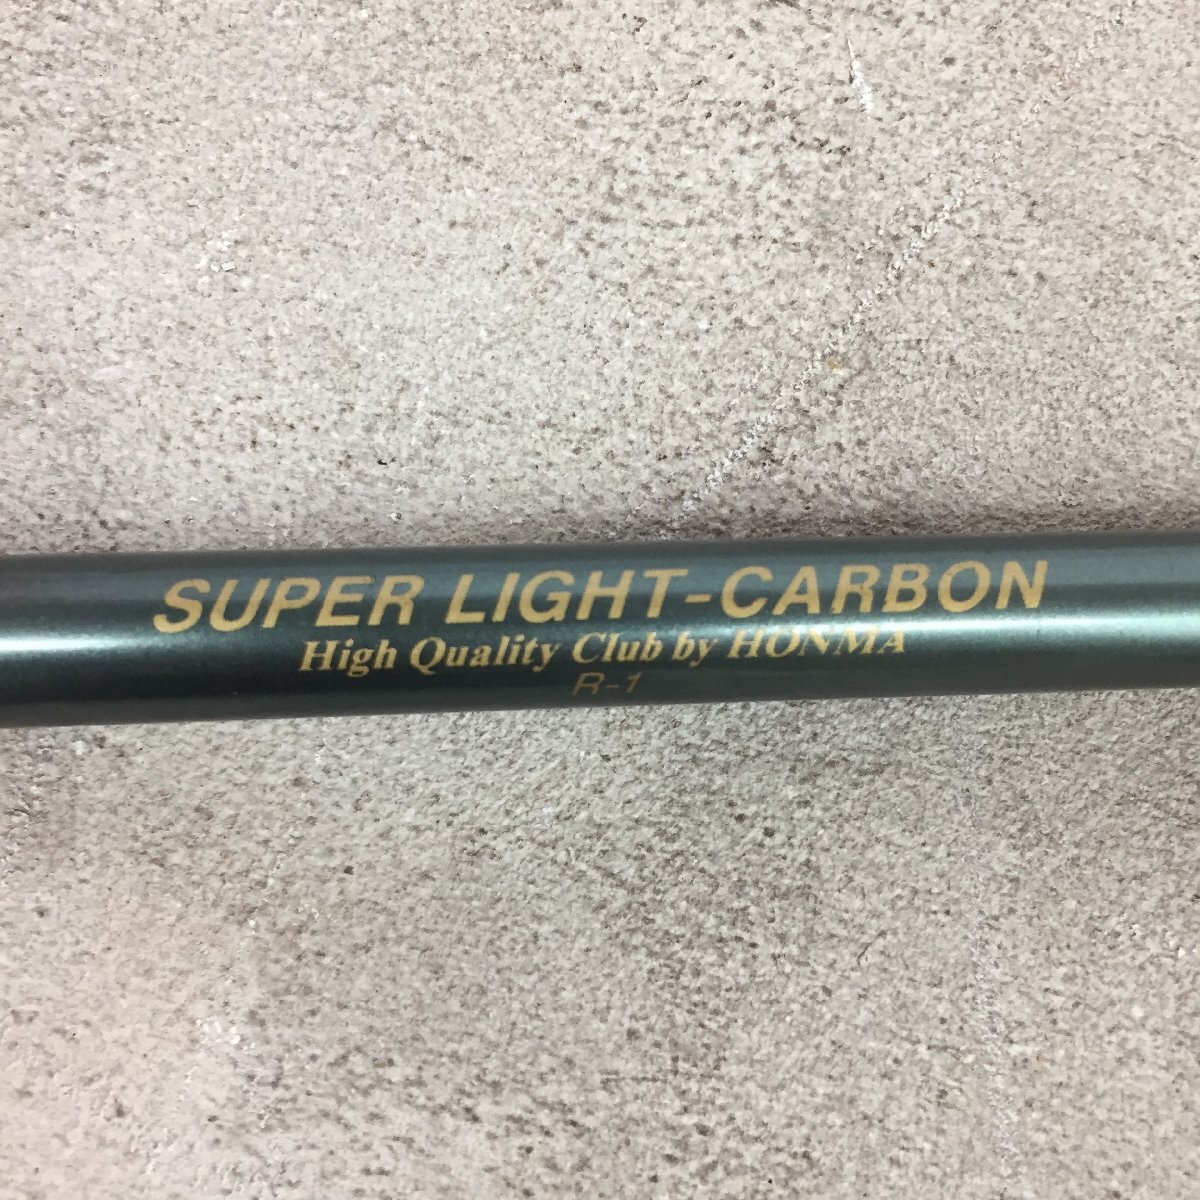 SUPER LIGHT-CARBON
High Quality Club by HONMA
R-1